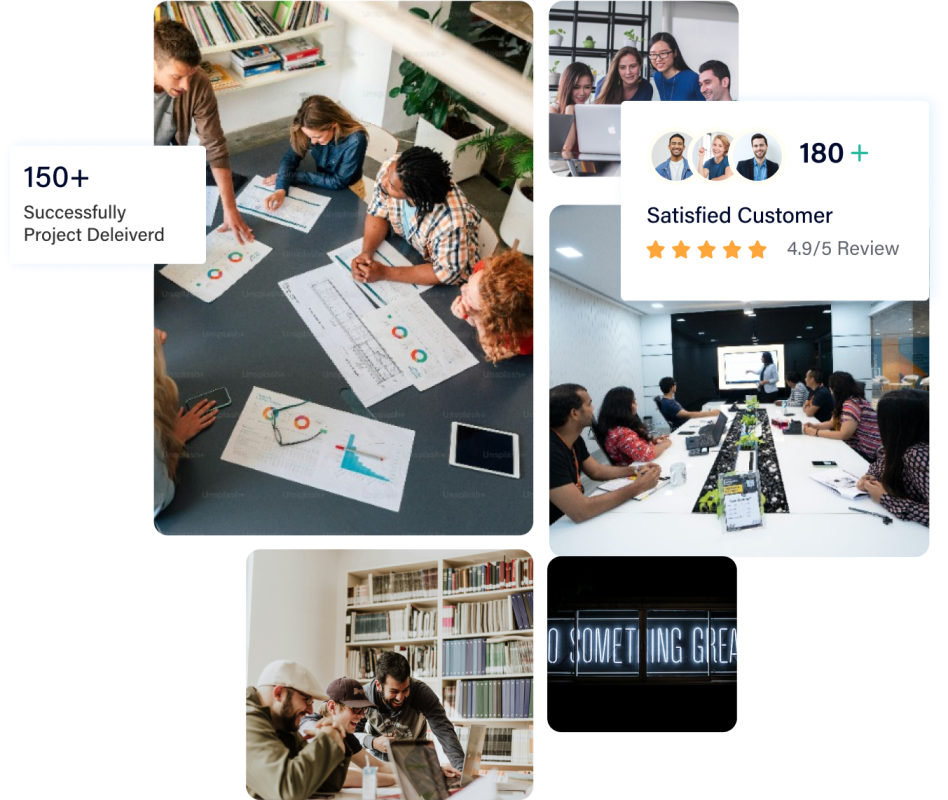 150+
Successfully
Project Deleiverd
180 +
Satisfied Customer
4.9/5 Review
O SOMETHING GREA